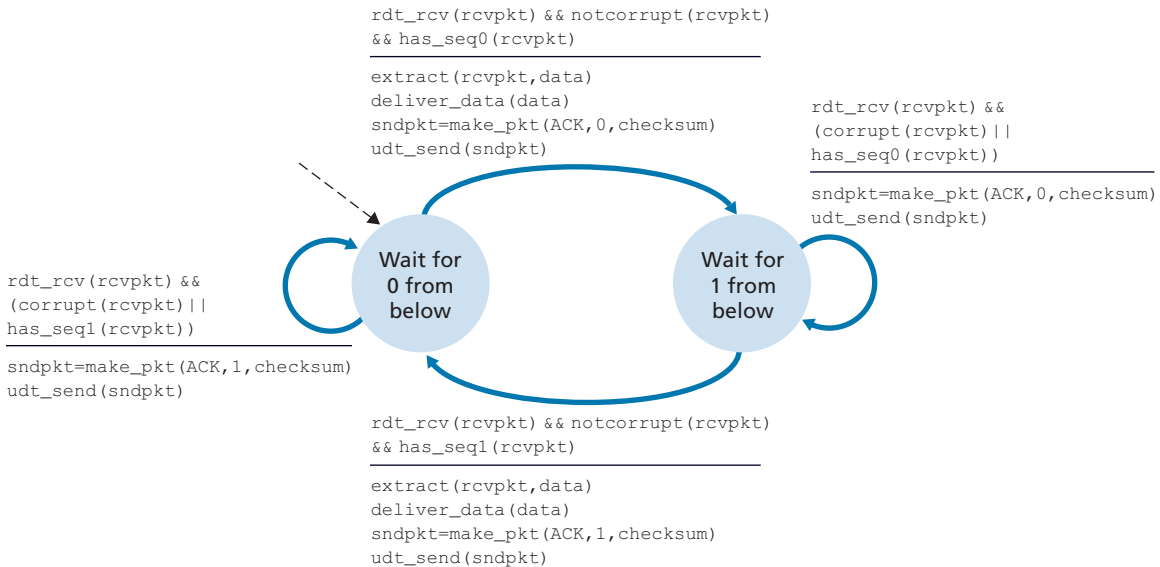 rdt_rcv(rcvpkt) && notcorrupt(rcvpkt)
&& has_seq0(rcvpkt)
extract(rcvpkt,data)
deliver_data(data)
sndpkt=make_pkt(ACK,0,checksum)
udt_send(sndpkt)
rdt_rcv(rcvpkt) &&
(corrupt(rcvpkt)||
has_seq0(rcvpkt))
sndpkt=make_pkt(ACK,0,checksum)
udt_send(sndpkt)
Wait for
0 from
below
Wait for
1 from
below
rdt_rcv(rcvpkt) &&
(corrupt(rcvpkt)||
has_seq1(rcvpkt))
sndpkt=make_pkt(ACK,1,checksum)
udt_send(sndpkt)
rdt_rcv(rcvpkt) && notcorrupt(rcvpkt)
&& has_seq1(rcvpkt)
extract(rcvpkt,data)
deliver_data(data)
sndpkt=make_pkt(ACK,1,checksum)
udt_send(sndpkt)